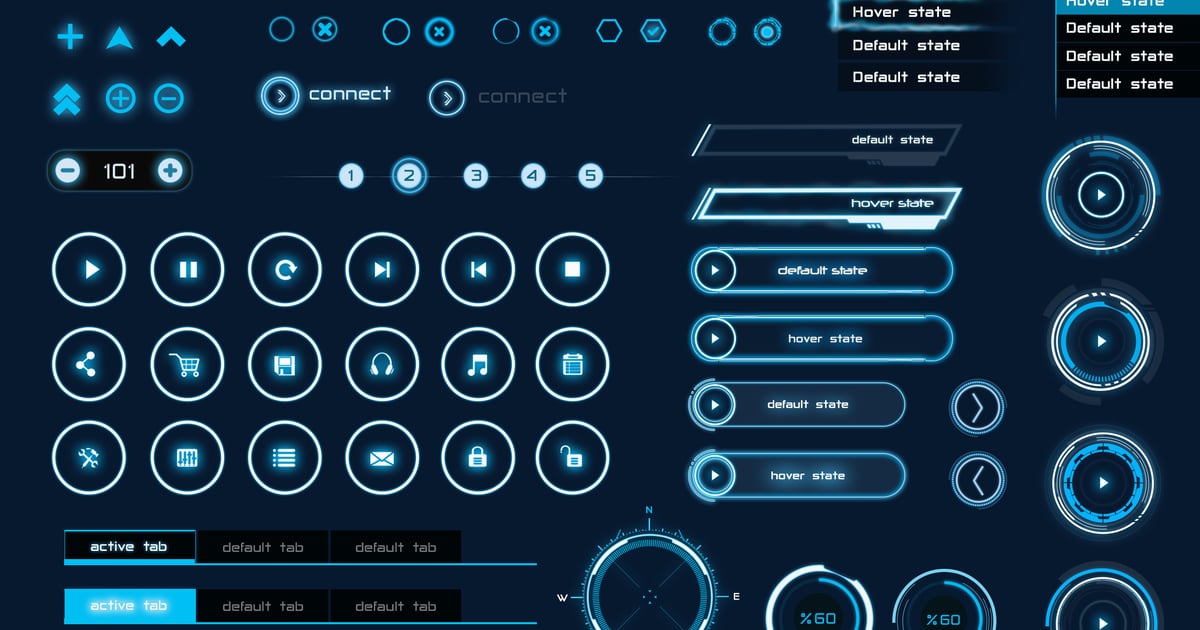 Hover state
Default state
Default state
Hover state
Default state
Default state
Default state
connect
connect
101
1 2 3 4 5
default state
hover state
default state
hover state
default state
hover state
active tab default tab default tab
active tab default tab default tab
N
W E
%60
%60